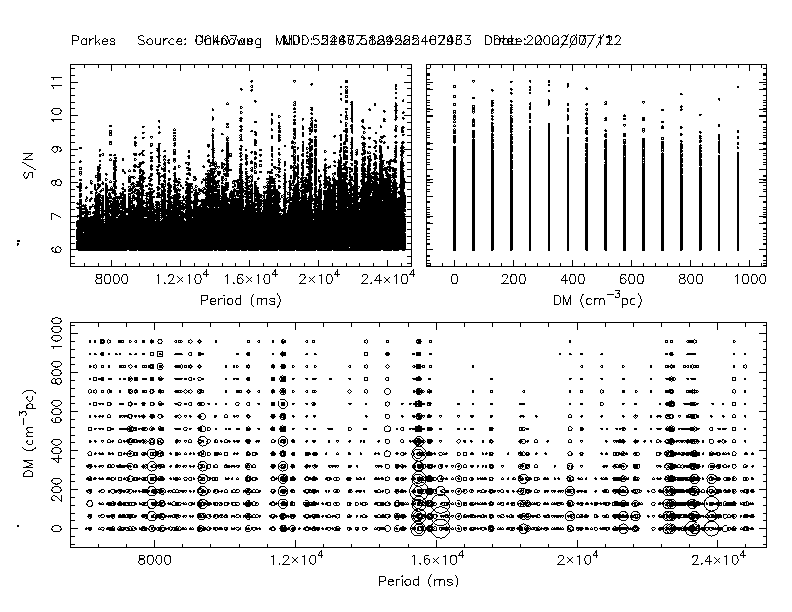 Parkes Source:
11
10
9
8
7
6
S/N
8000 1.2×10⁴ 1.6×10⁴ 2×10⁴ 2.4×10⁴
Period (ms)
0 200 400 600 800 1000
DM (cm⁻³pc)
1000
800
600
400
200
0
DM (cm⁻³pc)
8000 1.2×10⁴ 1.6×10⁴ 2×10⁴ 2.4×10⁴
Period (ms)